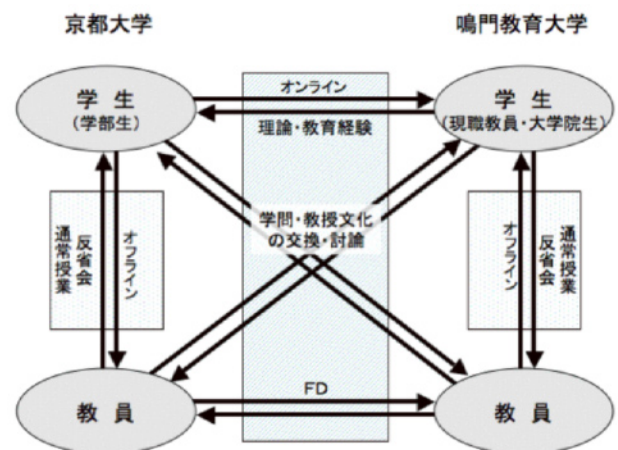 京都大学
鳴門教育大学
学生
(学部生)
オンライン
理論・教育経験
学生
(現職教員・大学院生)
通常授業
反省会
オフライン
学問・教授文化
の交換・討論
オフライン
反省会
通常授業
教員
FD
教員